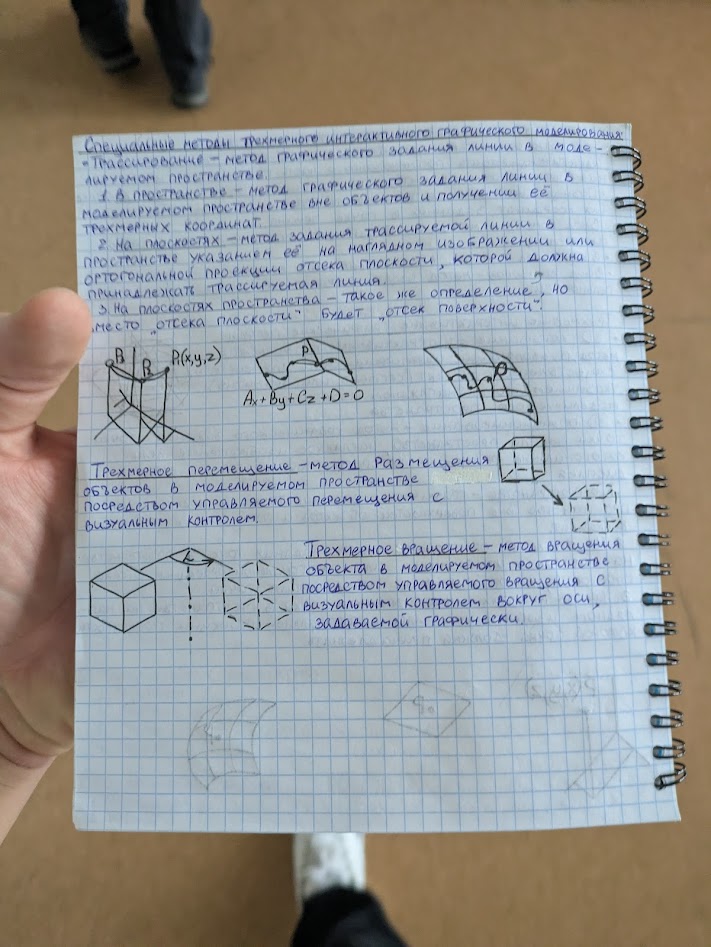 Специальные методы трехмерного интерактивного графического моделирования:
• Трассирование – метод графического задания линии в моде-
лируемом пространстве.
1. В пространстве – метод графического задания линии в
моделируемом пространстве вне объектов и получении её
трехмерных координат.
2. На плоскостях – метод задания трассируемой линии в
пространстве указанием её на наглядном изображении или
ортогональной проекции отсека плоскости, которой должна
принадлежать трассируемая линия.
3. На плоскостях пространства – такое же определение, но ?
вместо „отсека плоскости" будет „отсек поверхности".
P₁(x,y,z)
P
Ax+By+Cz+D=0
Трехмерное перемещение – метод размещения
объектов в моделируемом пространстве
посредством управляемого перемещения с
визуальным контролем.
Трехмерное вращение – метод вращения
объекта в моделируемом пространстве
посредством управляемого вращения с
визуальным контролем вокруг оси,
задаваемой графически.